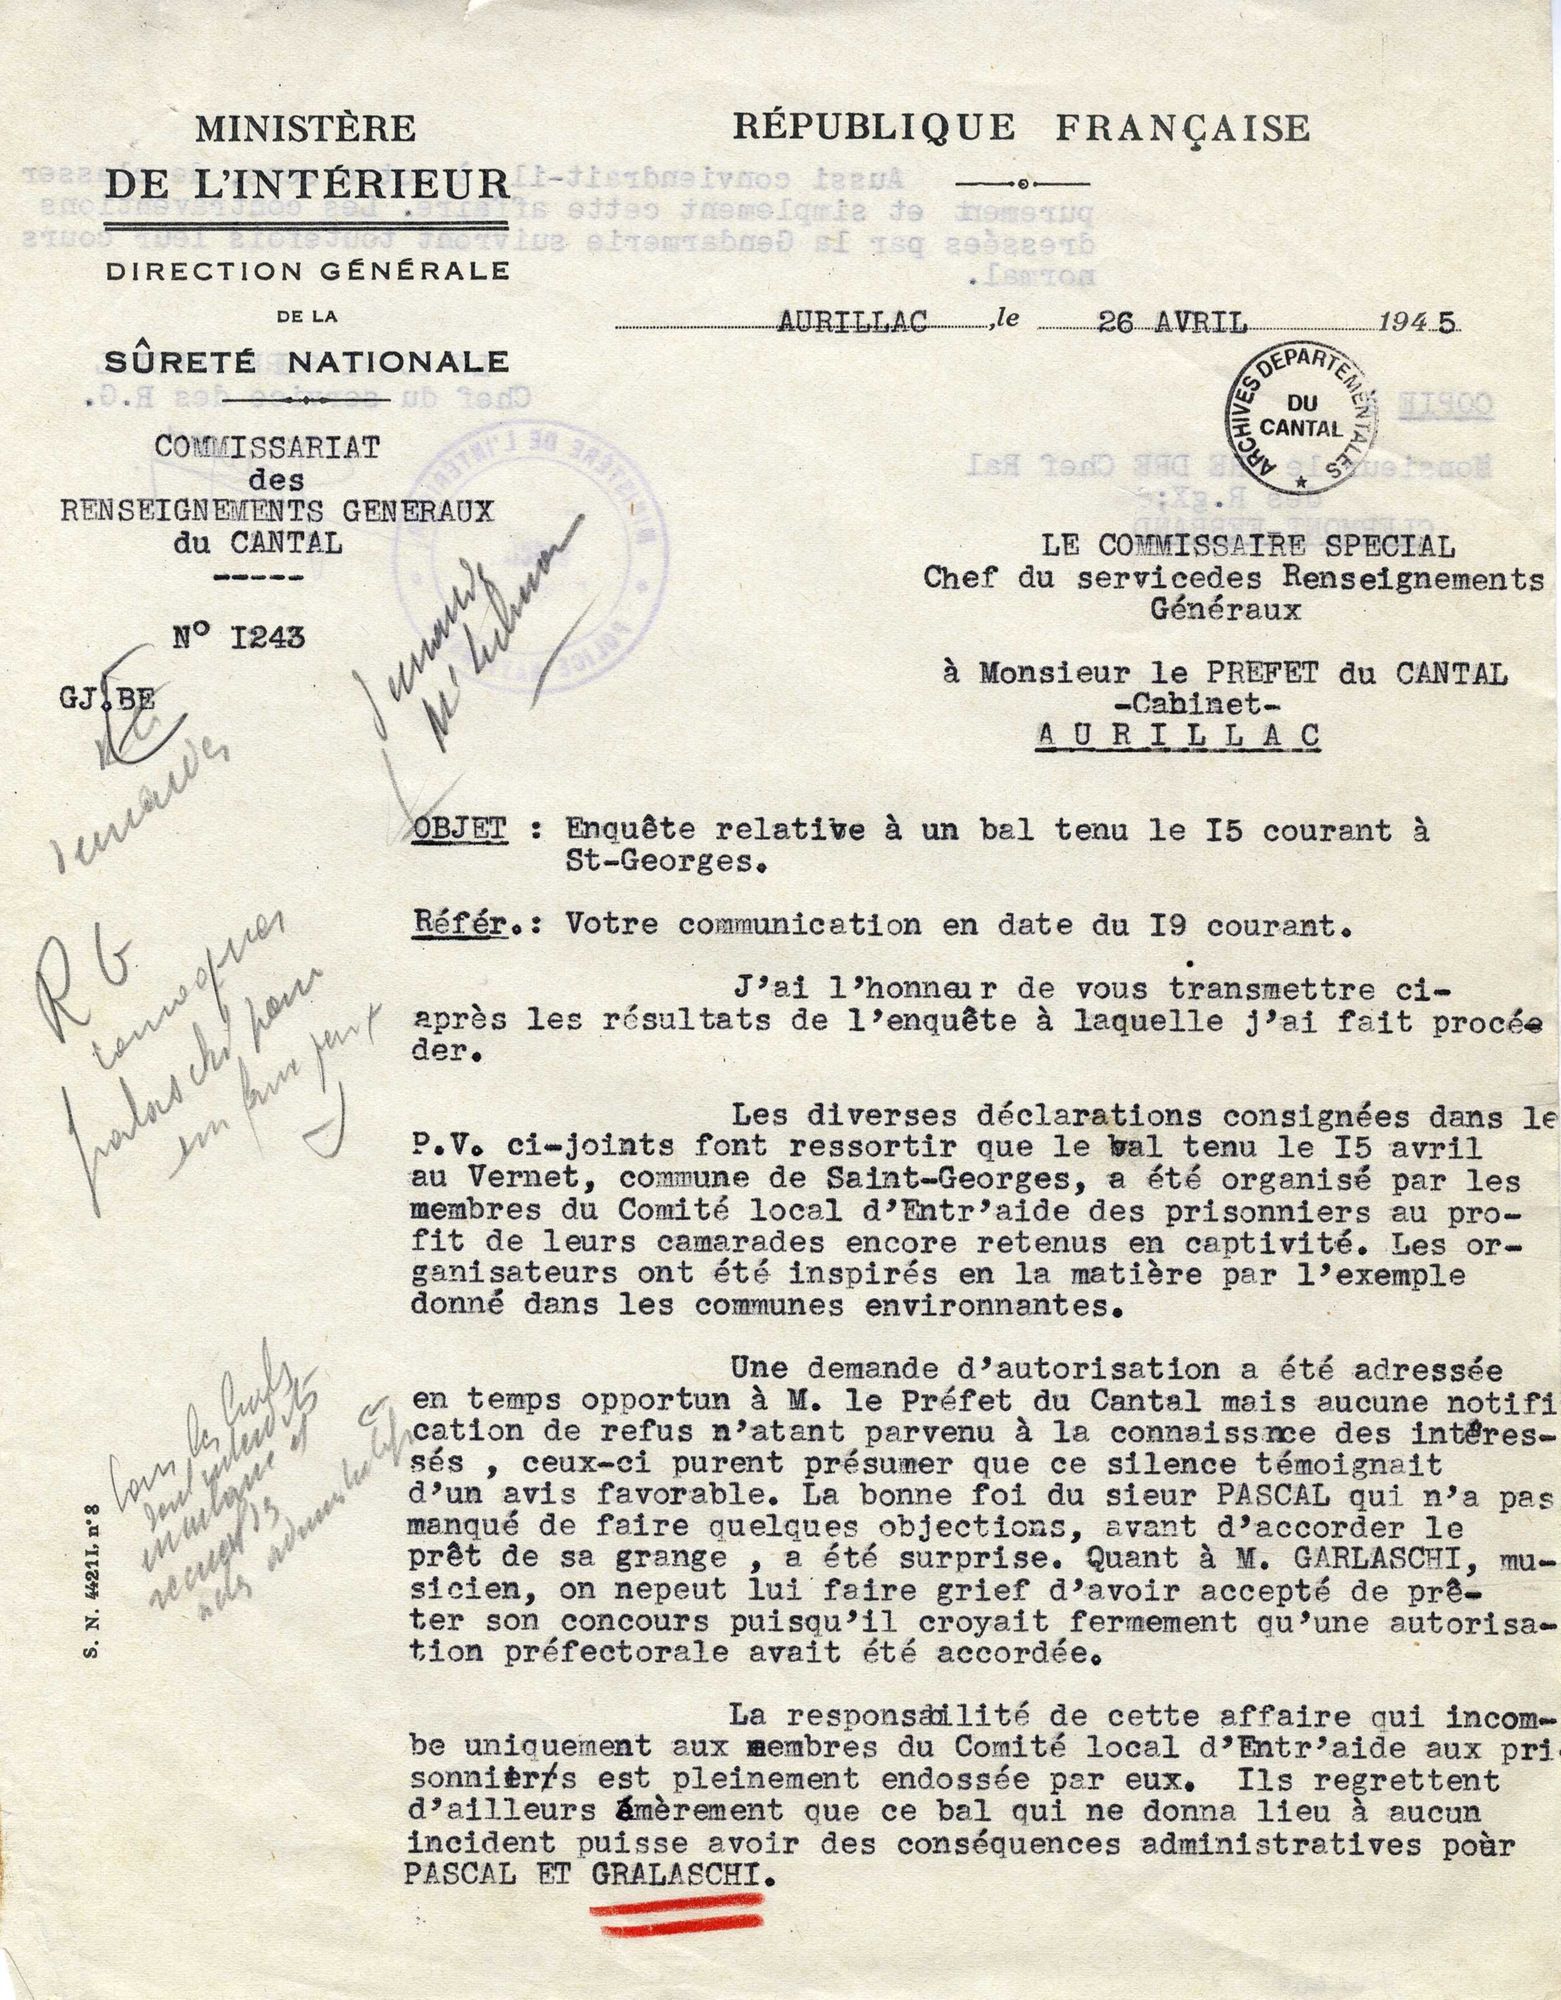 MINISTÈRE
DE L'INTÉRIEUR
DIRECTION GÉNÉRALE
DE LA
SÛRETÉ NATIONALE
COMMISSARIAT
des
RENSEIGNEMENTS GENERAUX
du CANTAL
-----
N° I243
GJ.BE
RÉPUBLIQUE FRANÇAISE
AURILLAC ,le 26 AVRIL 1945
ARCHIVES DEPARTEMENTALES
DU
CANTAL
LE COMMISSAIRE SPECIAL
Chef du servicedes Renseignements
Généraux
à Monsieur le PREFET du CANTAL
-Cabinet-
A U R I L L A C
OBJET : Enquête relative à un bal tenu le I5 courant à
St-Georges.
Référ.: Votre communication en date du I9 courant.
J'ai l'honneur de vous transmettre ci-
après les résultats de l'enquête à laquelle j'ai fait procé-
der.
Les diverses déclarations consignées dans le
P.V. ci-joints font ressortir que le bal tenu le I5 avril
au Vernet, commune de Saint-Georges, a été organisé par les
membres du Comité local d'Entr'aide des prisonniers au pro-
fit de leurs camarades encore retenus en captivité. Les or-
ganisateurs ont été inspirés en la matière par l'exemple
donné dans les communes environnantes.
Une demande d'autorisation a été adressée
en temps opportun à M. le Préfet du Cantal mais aucune notifi
cation de refus n'atant parvenu à la connaissnce des intéres-
sés , ceux-ci purent présumer que ce silence témoignait
d'un avis favorable. La bonne foi du sieur PASCAL qui n'a pas
manqué de faire quelques objections, avant d'accorder le
prêt de sa grange , a été surprise. Quant à M. GARLASCHI, mu-
sicien, on nepeut lui faire grief d'avoir accepté de prê-
ter son concours puisqu'il croyait fermement qu'une autorisa-
tion préfectorale avait été accordée.
La responsabilité de cette affaire qui incom-
be uniquement aux membres du Comité local d'Entr'aide aux pri
sonniers est pleinement endossée par eux. Ils regrettent
d'ailleurs amèrement que ce bal qui ne donna lieu à aucun
incident puisse avoir des conséquences administratives pour
PASCAL ET GRALASCHI.
R G
S. N. 4421. n° 8